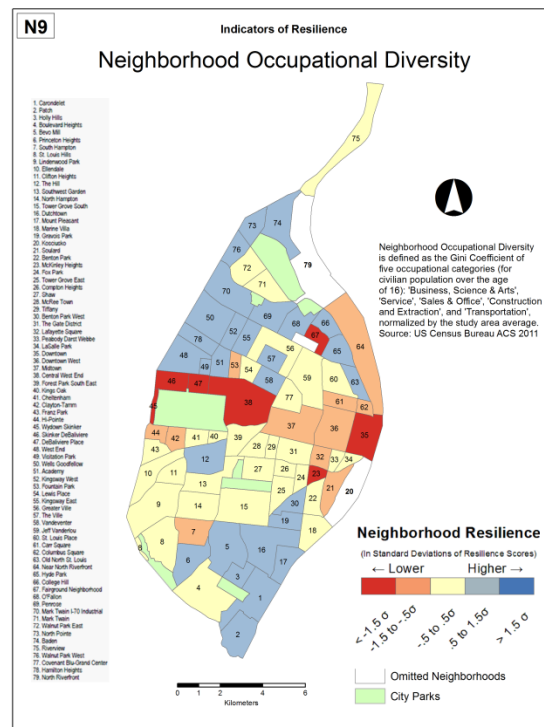 N9
Indicators of Resilience
Neighborhood Occupational Diversity
1. Carondelet
2. Patch
3. Holly Hills
4. Boulevard Heights
5. Bevo Mill
6. Princeton Heights
7. South Hampton
8. St. Louis Hills
9. Lindenwood Park
10. Ellendale
11. Clifton Heights
12. The Hill
13. Southwest Garden
14. North Hampton
15. Tower Grove South
16. Dutchtown
17. Mount Pleasant
18. Marine Villa
19. Gravois Park
20. Kosciusko
21. Soulard
22. Benton Park
23. McKinley Heights
24. Fox Park
25. Tower Grove East
26. Compton Heights
27. Shaw
28. McRee Town
29. Tiffany
30. Benton Park West
31. The Gate District
32. Lafayette Square
33. Peabody Darst Webbe
34. LaSalle Park
35. Downtown
36. Downtown West
37. Midtown
38. Central West End
39. Forest Park South East
40. Kings Oak
41. Cheltenham
42. Clayton-Tamm
43. Franz Park
44. Hi-Pointe
45. Wydown Skinker
46. Skinker DeBaliviere
47. DeBaliviere Place
48. West End
49. Visitation Park
50. Wells Goodfellow
51. Academy
52. Kingsway West
53. Fountain Park
54. Lewis Place
55. Kingsway East
56. Greater Ville
57. The Ville
58. Vandeventer
59. Jeff Vanderlou
60. St. Louis Place
61. Carr Square
62. Columbus Square
63. Old North St. Louis
64. Near North Riverfront
65. Hyde Park
66. College Hill
67. Fairground Neighborhood
68. O'Fallon
69. Penrose
70. Mark Twain I-70 Industrial
71. Mark Twain
72. Walnut Park East
73. North Pointe
74. Baden
75. Riverview
76. Walnut Park West
77. Covenant Blu-Grand Center
78. Hamilton Heights
79. North Riverfront
75
73 74
76
79
72
71
70
69 68 66
67
50 52 55 56 65 64
78
48 57
49 51 53 54 58 59 60 63
46 47
77 61 62
45 38
37 36 35
44 42 41 40 39
43 28 29 31 32 33 34
12
10 11 27 26 24 23 21 20
13 25 22
9 14 15 30
19 18
8 8 7 5
6 16 17
3
4 1
2
Neighborhood Occupational Diversity
is defined as the Gini Coefficient of
five occupational categories (for
civilian population over the age
of 16): 'Business, Science & Arts',
'Service', 'Sales & Office', 'Construction
and Extraction', and 'Transportation',
normalized by the study area average.
Source: US Census Bureau ACS 2011
Neighborhood Resilience
(In Standard Deviations of Resilience Scores)
← Lower Higher →
< -1.5 σ
-1.5 to -.5σ
-.5 to .5σ
.5 to 1.5σ
> 1.5 σ
Omitted Neighborhoods
City Parks
0 1 2 4 6
Kilometers